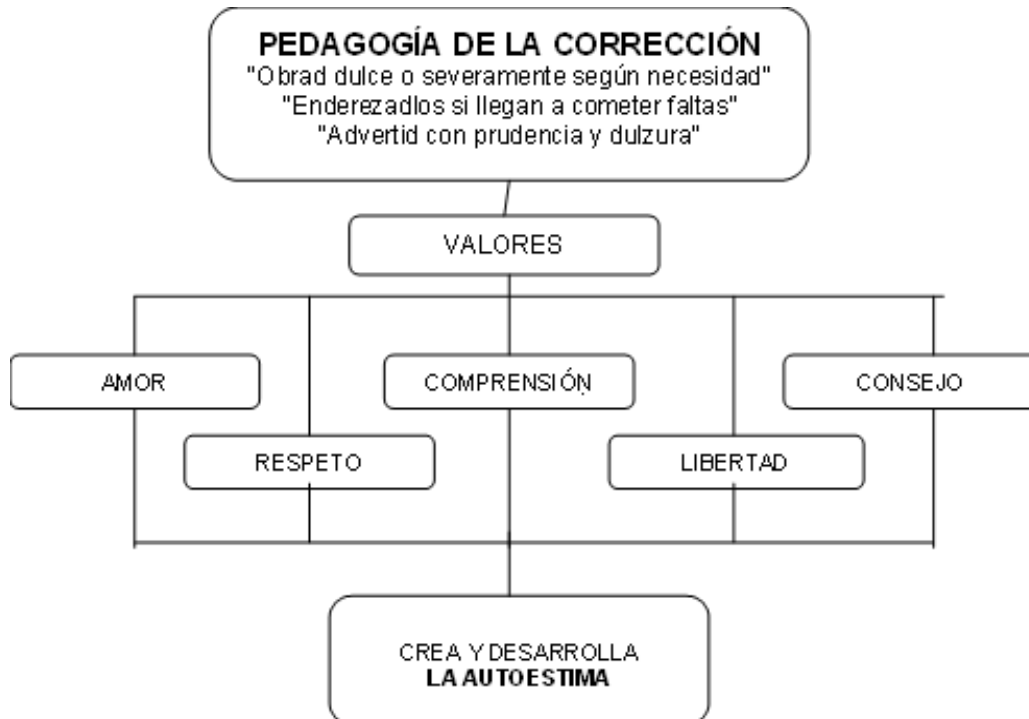 PEDAGOGÍA DE LA CORRECCIÓN
"Obrad dulce o severamente según necesidad"
"Enderezadlos si llegan a cometer faltas"
"Advertid con prudencia y dulzura"
VALORES
AMOR
COMPRENSIÓN
CONSEJO
RESPETO
LIBERTAD
CREA Y DESARROLLA
LA AUTOESTIMA